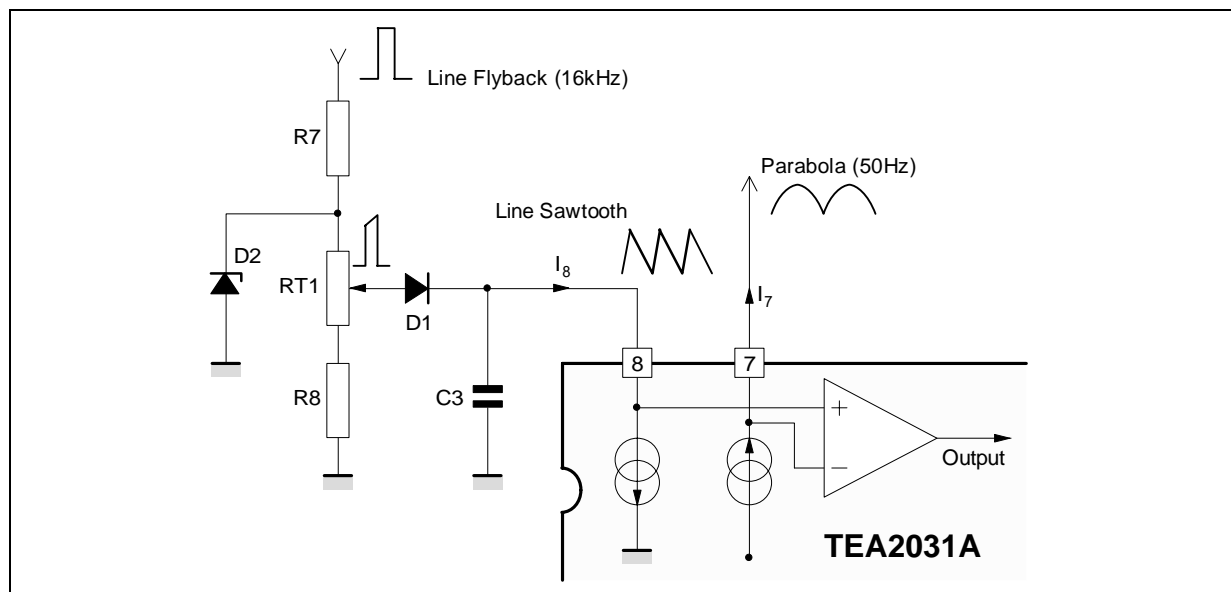 Line Flyback (16kHz)
R7
Parabola (50Hz)
Line Sawtooth
D2
RT1
I8
I7
D1
8
7
R8
C3
+
−
Output
TEA2031A